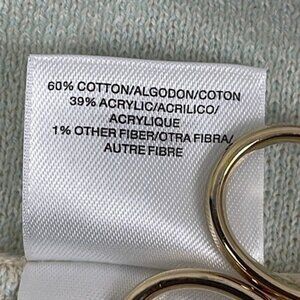 60% COTTON/ALGODON/COTON
39% ACRYLIC/ACRILICO/
ACRYLIQUE
1% OTHER FIBER/OTRA FIBRA/
AUTRE FIBRE